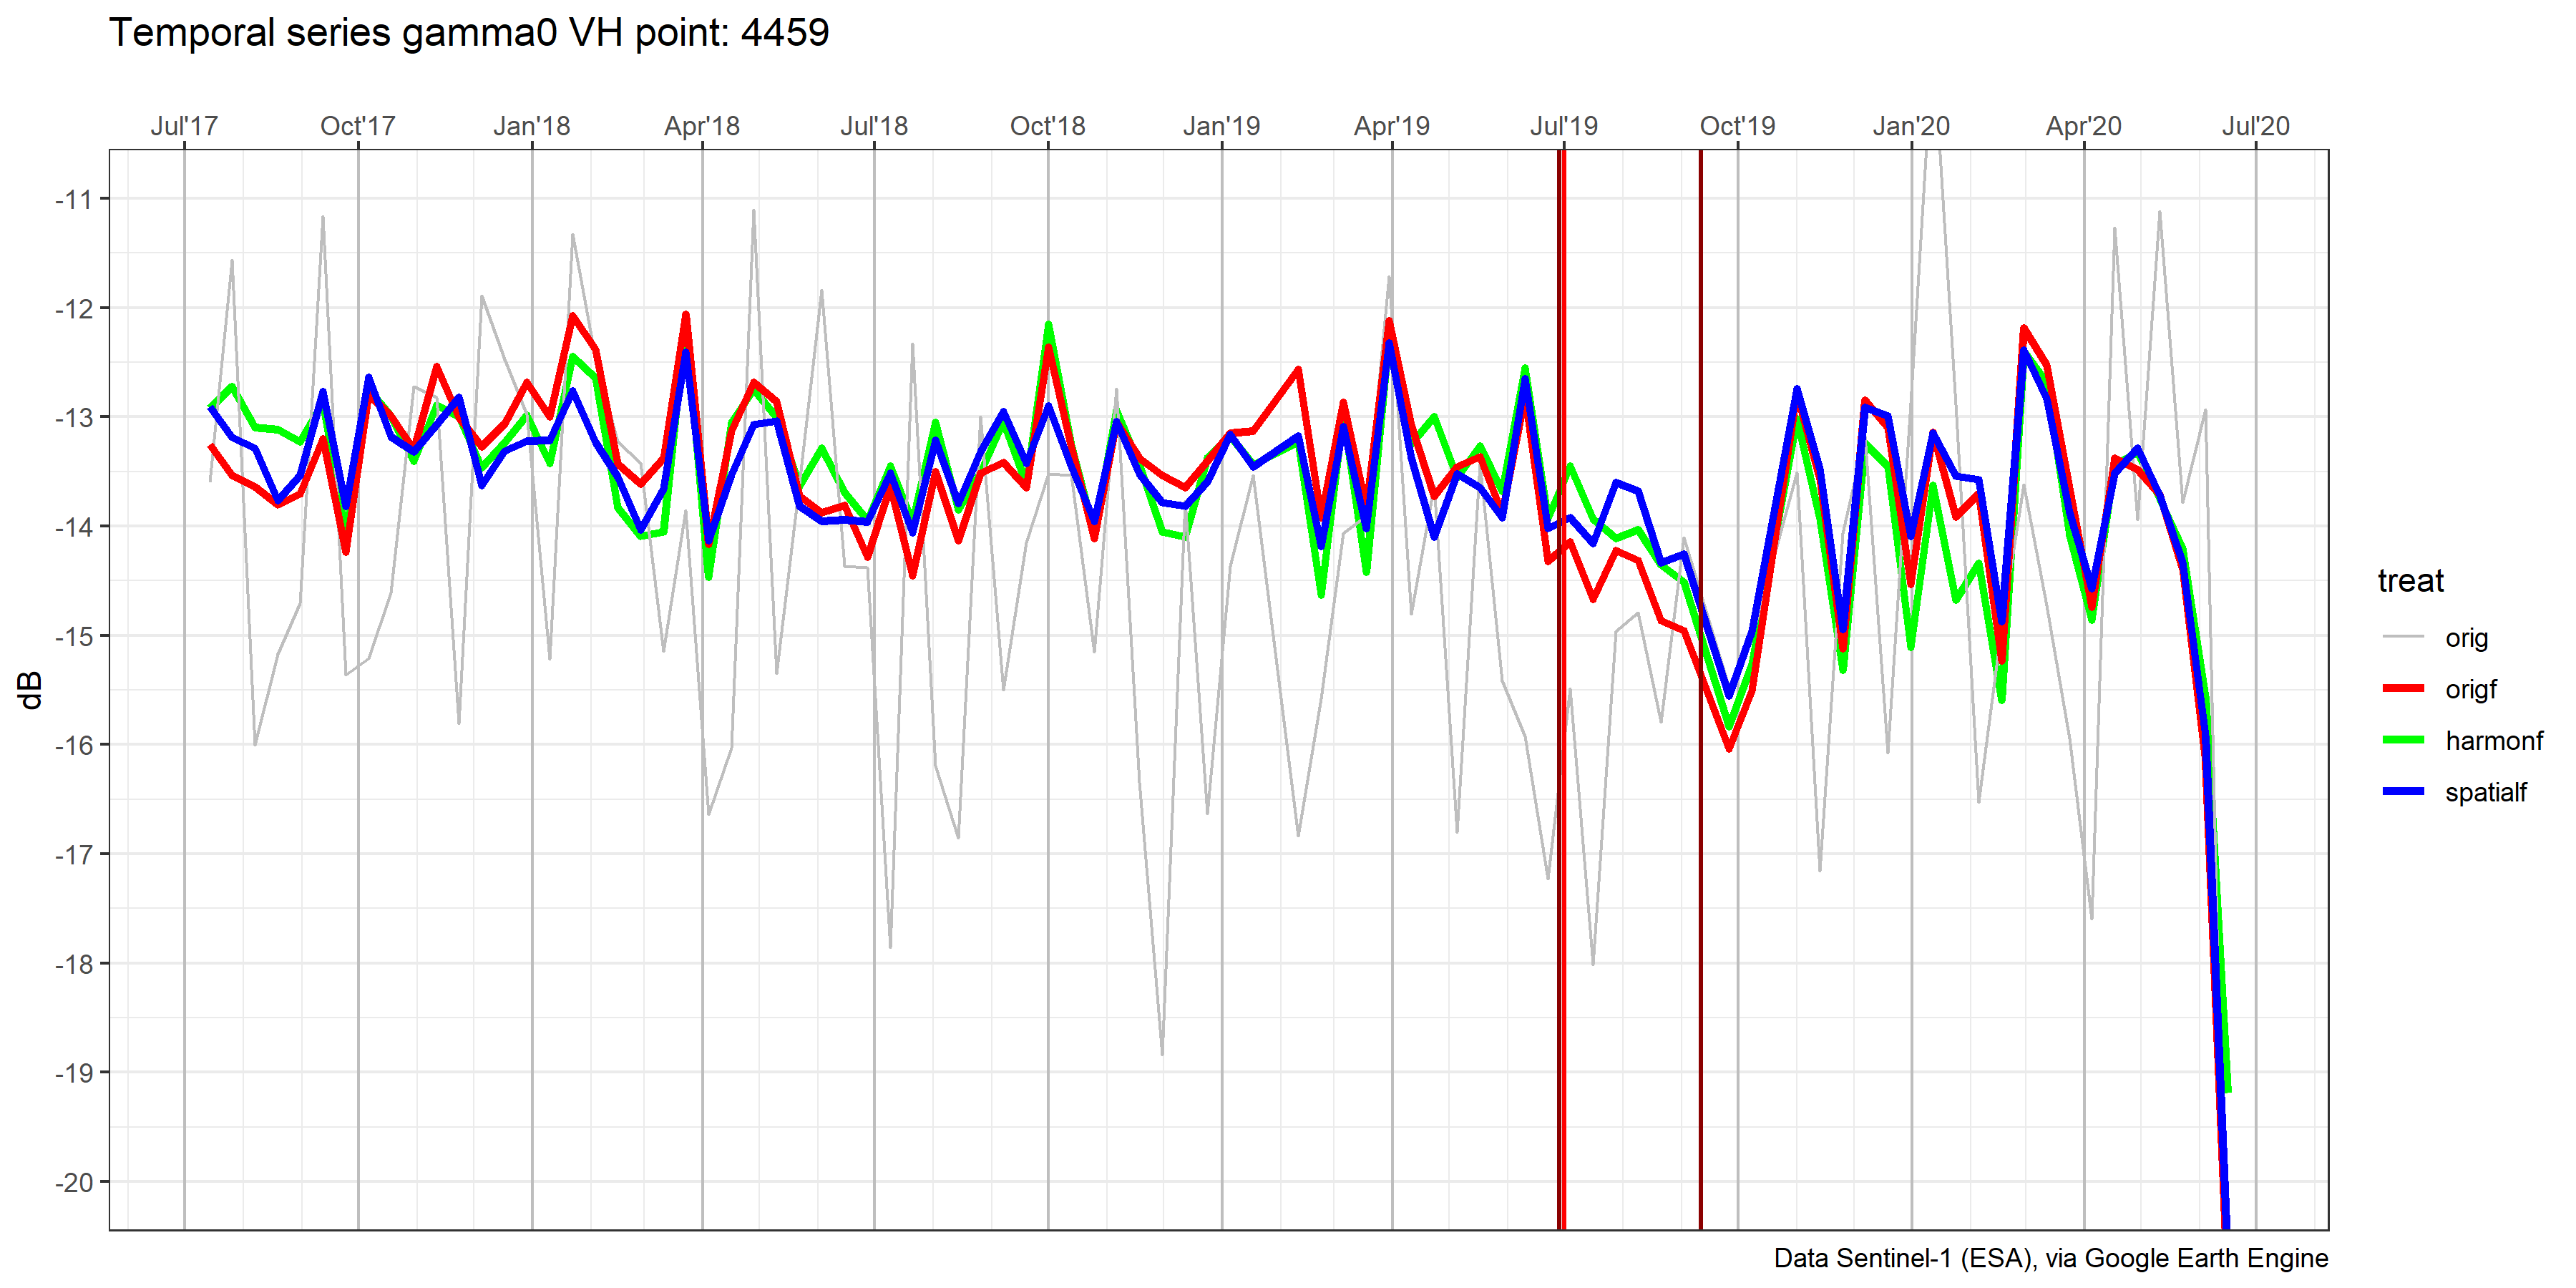 Temporal series gamma0 VH point: 4459
Jul'17 Oct'17 Jan'18 Apr'18 Jul'18 Oct'18 Jan'19 Apr'19 Jul'19 Oct'19 Jan'20 Apr'20 Jul'20
-11
-12
-13
-14
-15
-16
-17
-18
-19
-20
dB
treat
orig
origf
harmonf
spatialf
Data Sentinel-1 (ESA), via Google Earth Engine